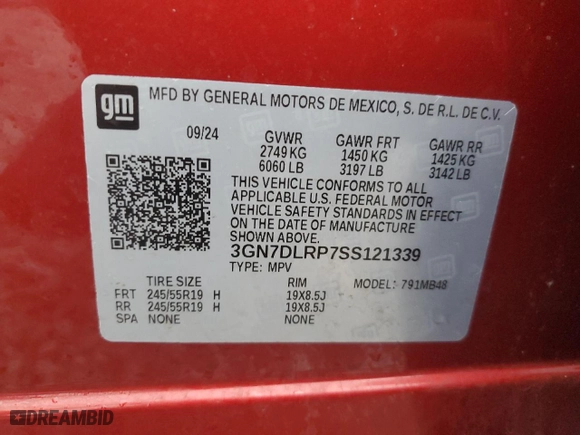 gm
MFD BY GENERAL MOTORS DE MEXICO, S. DE R.L. DE C.V.
09/24 GVWR GAWR FRT GAWR RR
2749 KG 1450 KG 1425 KG
6060 LB 3197 LB 3142 LB
THIS VEHICLE CONFORMS TO ALL
APPLICABLE U.S. FEDERAL MOTOR
VEHICLE SAFETY STANDARDS IN EFFECT
ON THE DATE OF MANUFACTURE
SHOWN ABOVE.
3GN7DLRP7SS121339
TYPE: MPV MODEL: 791MB48
TIRE SIZE RIM
FRT 245/55R19 H 19X8.5J
RR 245/55R19 H 19X8.5J
SPA NONE NONE
DREAMBID